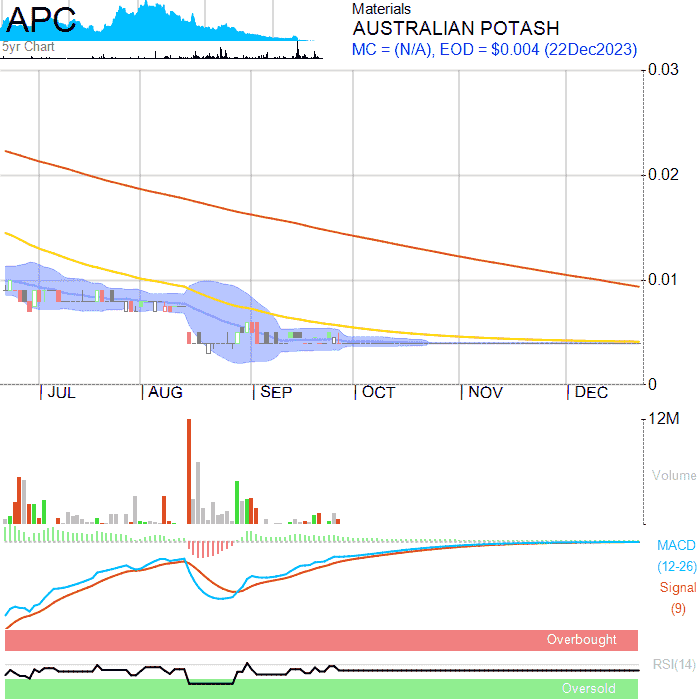 APC
5yr Chart
Materials
AUSTRALIAN POTASH
MC = (N/A), EOD = $0.004 (22Dec2023)
0.03
0.02
0.01
0
JUL AUG SEP OCT NOV DEC
12M
Volume
MACD
(12-26)
Signal
(9)
Overbought
RSI(14)
Oversold